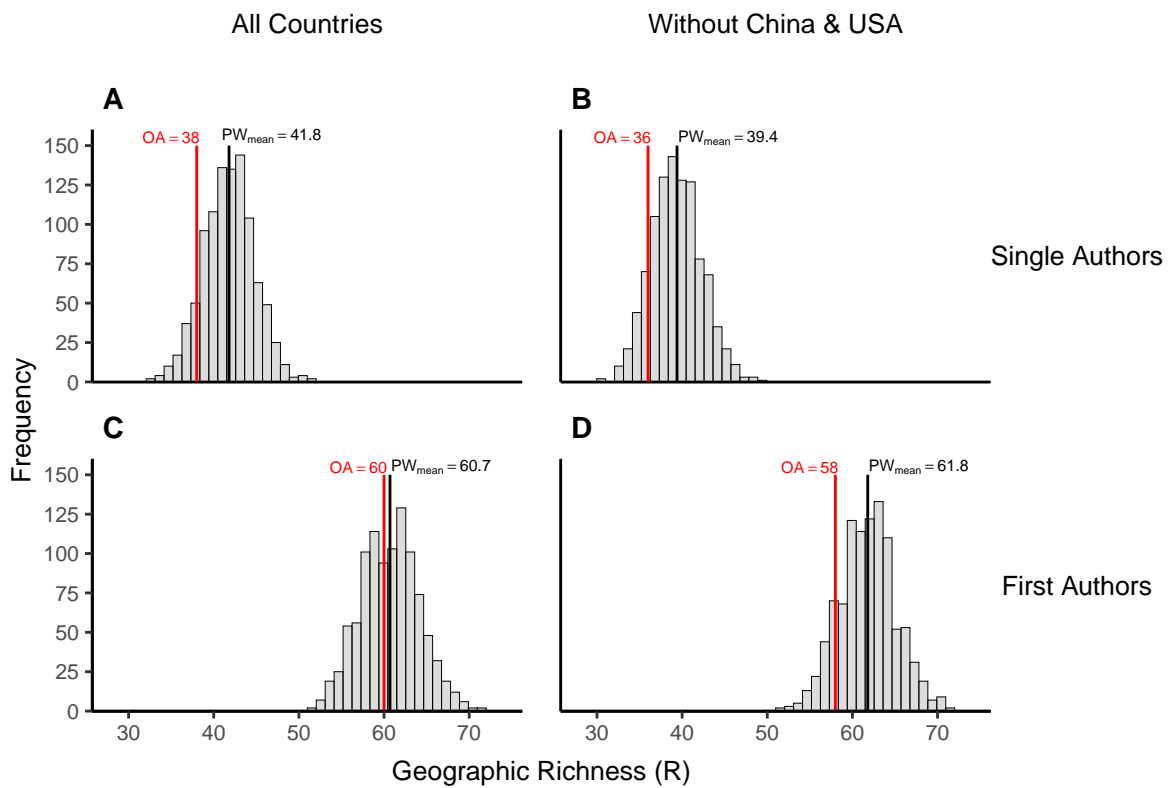 All Countries
Without China & USA
A
B
OA = 38
PWmean = 41.8
OA = 36
PWmean = 39.4
150
125
100
75
50
25
0
Single Authors
Frequency
C
D
OA = 60
PWmean = 60.7
OA = 58
PWmean = 61.8
150
125
100
75
50
25
0
First Authors
30 40 50 60 70
30 40 50 60 70
Geographic Richness (R)